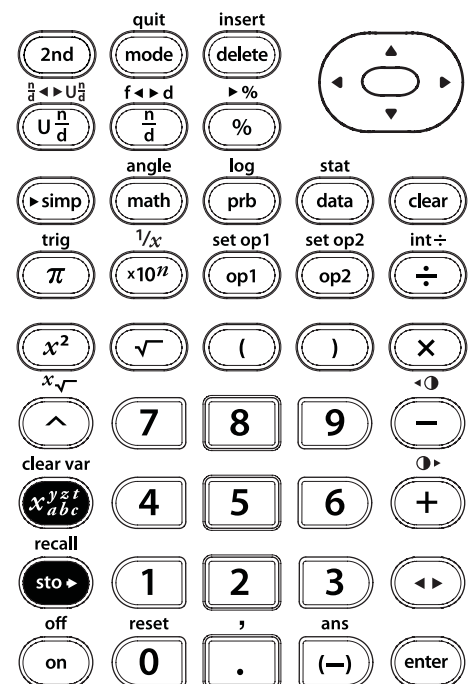 quit insert
2nd mode delete
n/d ◂ ▸ U n/d f ◂ ▸ d ▸ %
U n/d n/d %
angle log stat
▸ simp math prb data clear
trig 1/x set op1 set op2 int÷
π ×10ⁿ op1 op2 ÷
x² √ ( ) ×
ˣ√ ◂◑
^ 7 8 9 −
clear var ◑▸
x y z t a b c 4 5 6 +
recall
sto ▸ 1 2 3 ◂ ▸
off reset , ans
on 0 . (−) enter